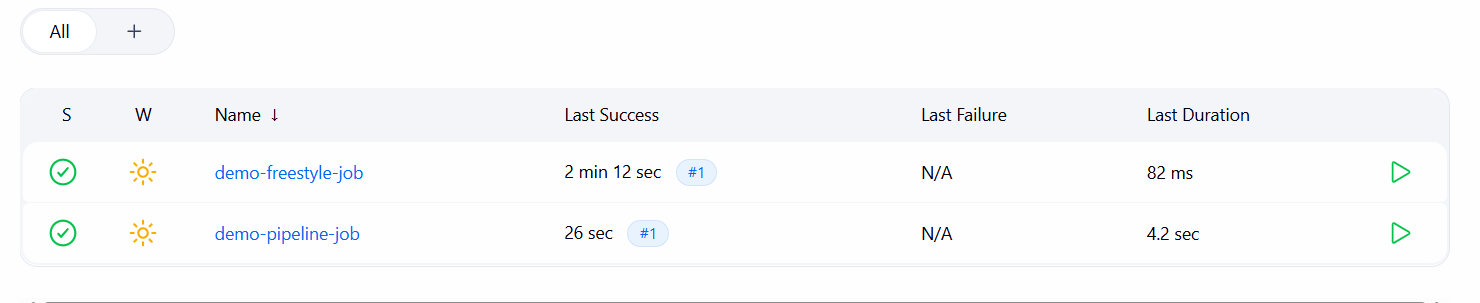 All +
S W Name ↓ Last Success Last Failure Last Duration
demo-freestyle-job 2 min 12 sec #1 N/A 82 ms
demo-pipeline-job 26 sec #1 N/A 4.2 sec